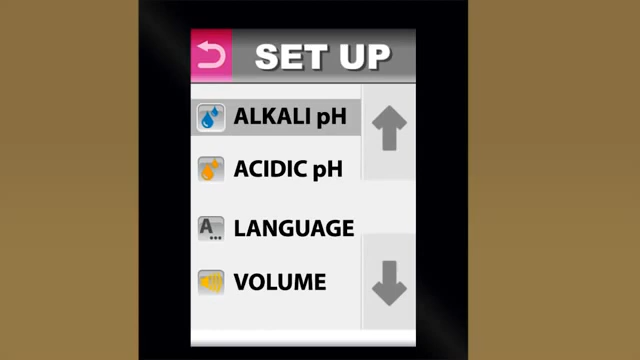 SET UP
ALKALI pH
ACIDIC pH
LANGUAGE
VOLUME